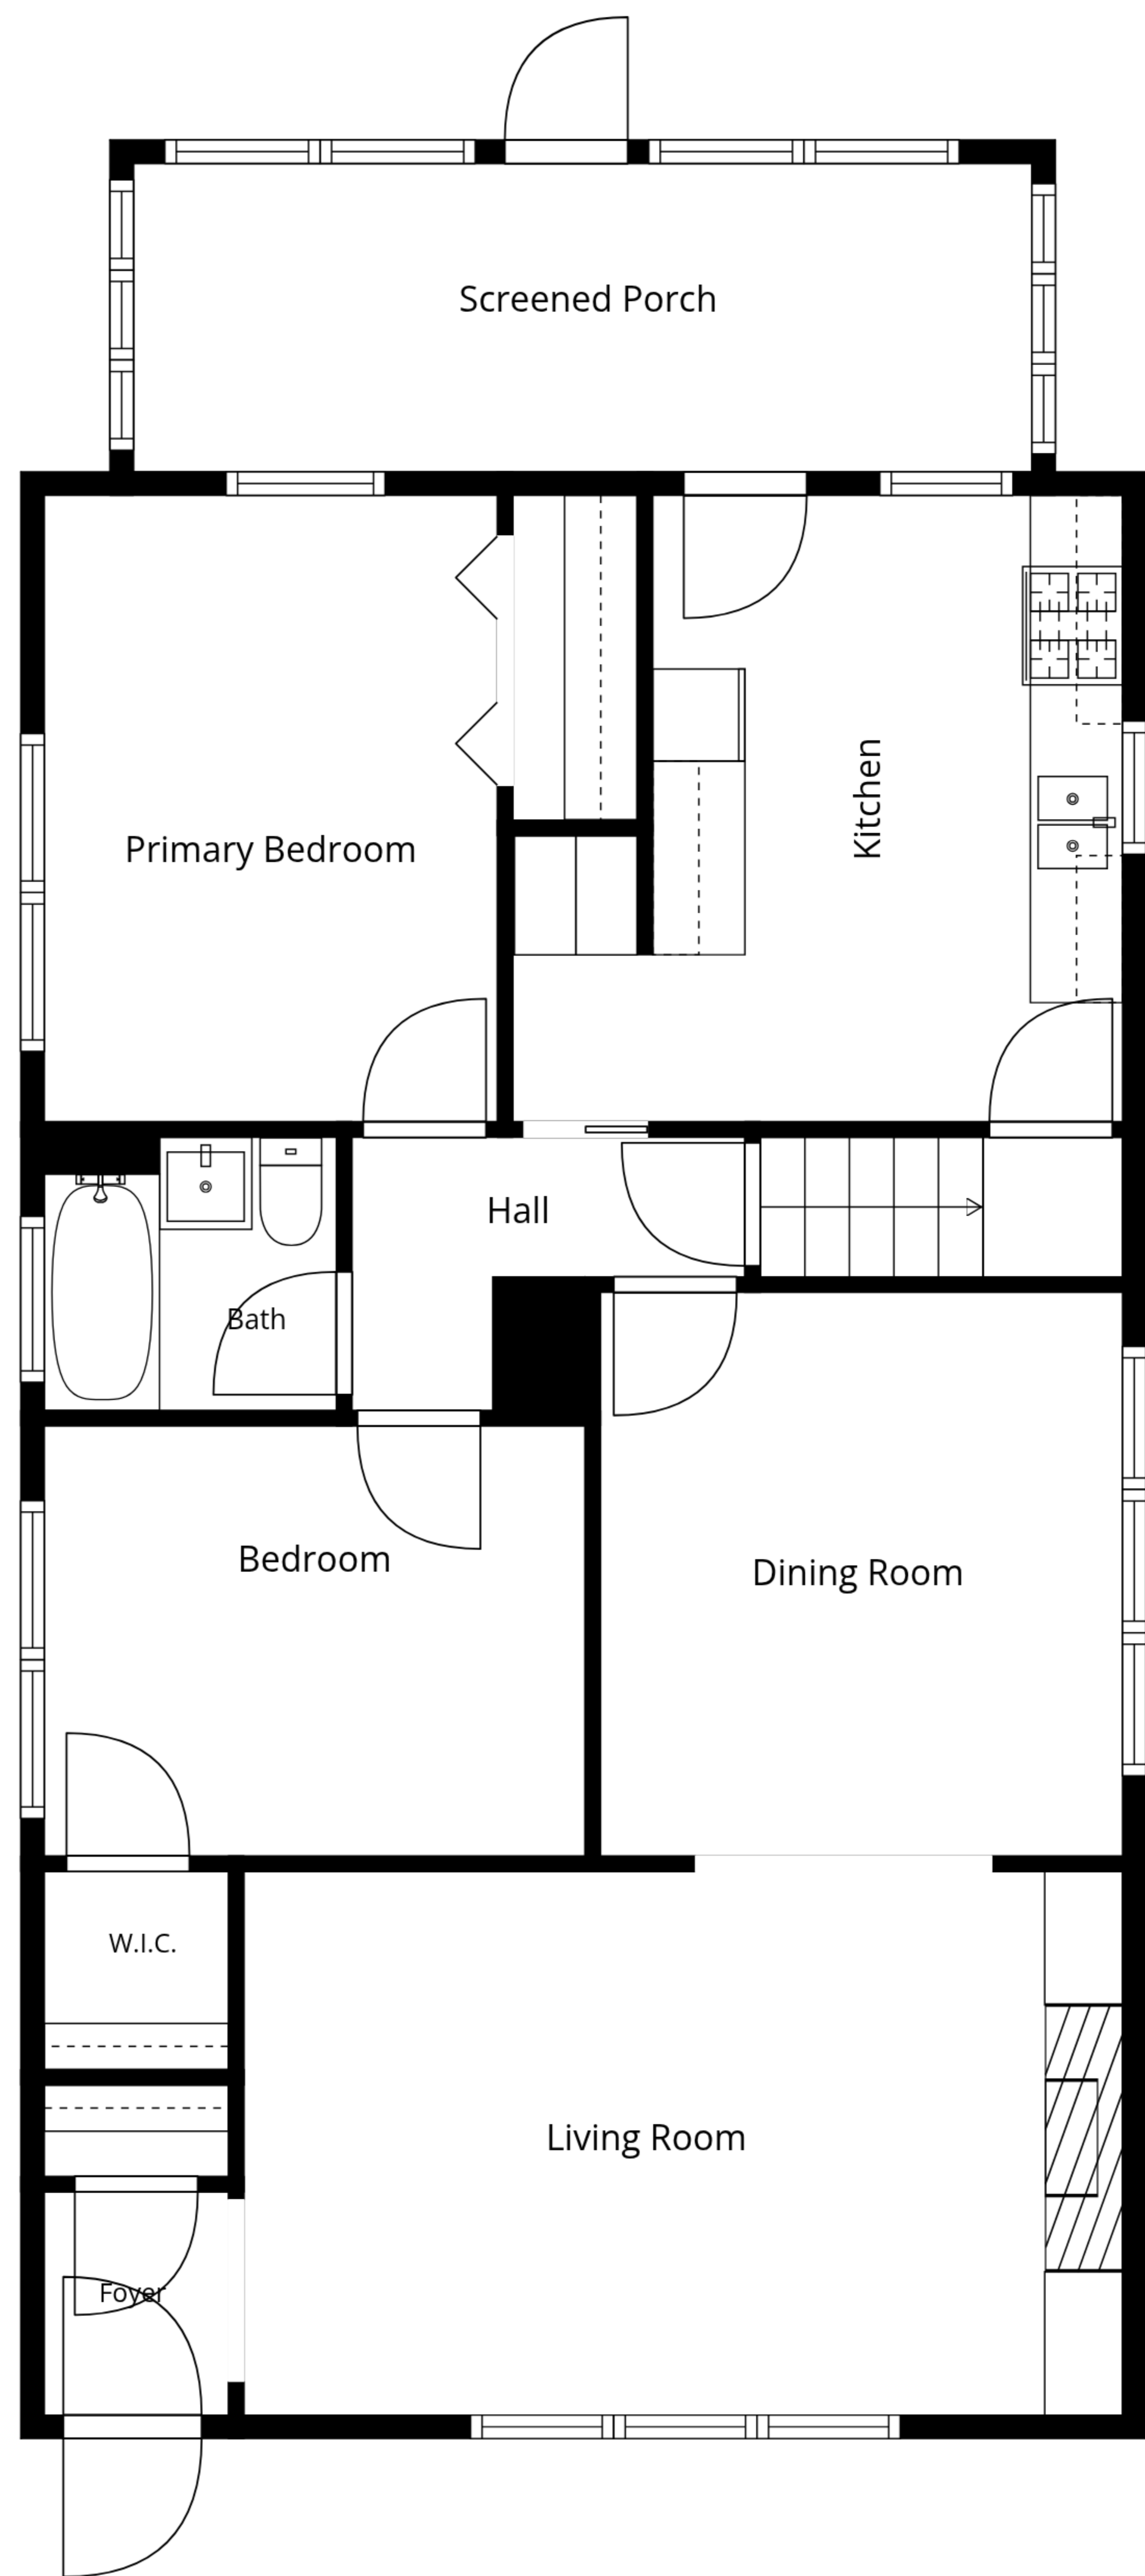 Screened Porch
Primary Bedroom
Kitchen
Hall
Bath
Bedroom
Dining Room
W.I.C.
Living Room
Foyer